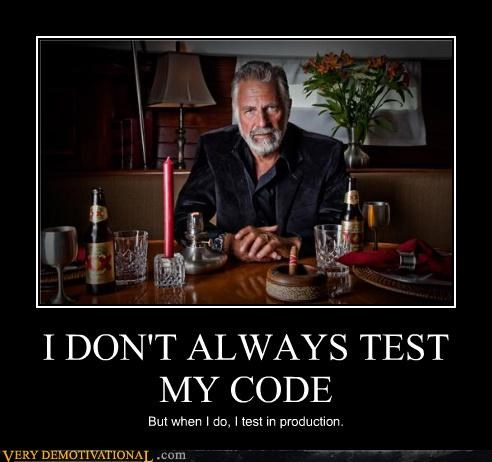 I DON'T ALWAYS TEST
MY CODE
But when I do, I test in production.
VERY DEMOTIVATIONAL.com